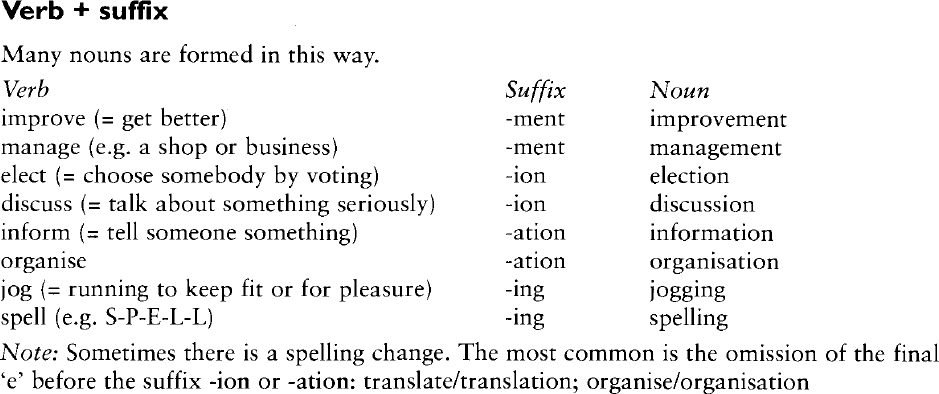 Verb + suffix
Many nouns are formed in this way.
Verb Suffix Noun
improve (= get better) -ment improvement
manage (e.g. a shop or business) -ment management
elect (= choose somebody by voting) -ion election
discuss (= talk about something seriously) -ion discussion
inform (= tell someone something) -ation information
organise -ation organisation
jog (= running to keep fit or for pleasure) -ing jogging
spell (e.g. S-P-E-L-L) -ing spelling
Note: Sometimes there is a spelling change. The most common is the omission of the final
‘e’ before the suffix -ion or -ation: translate/translation; organise/organisation